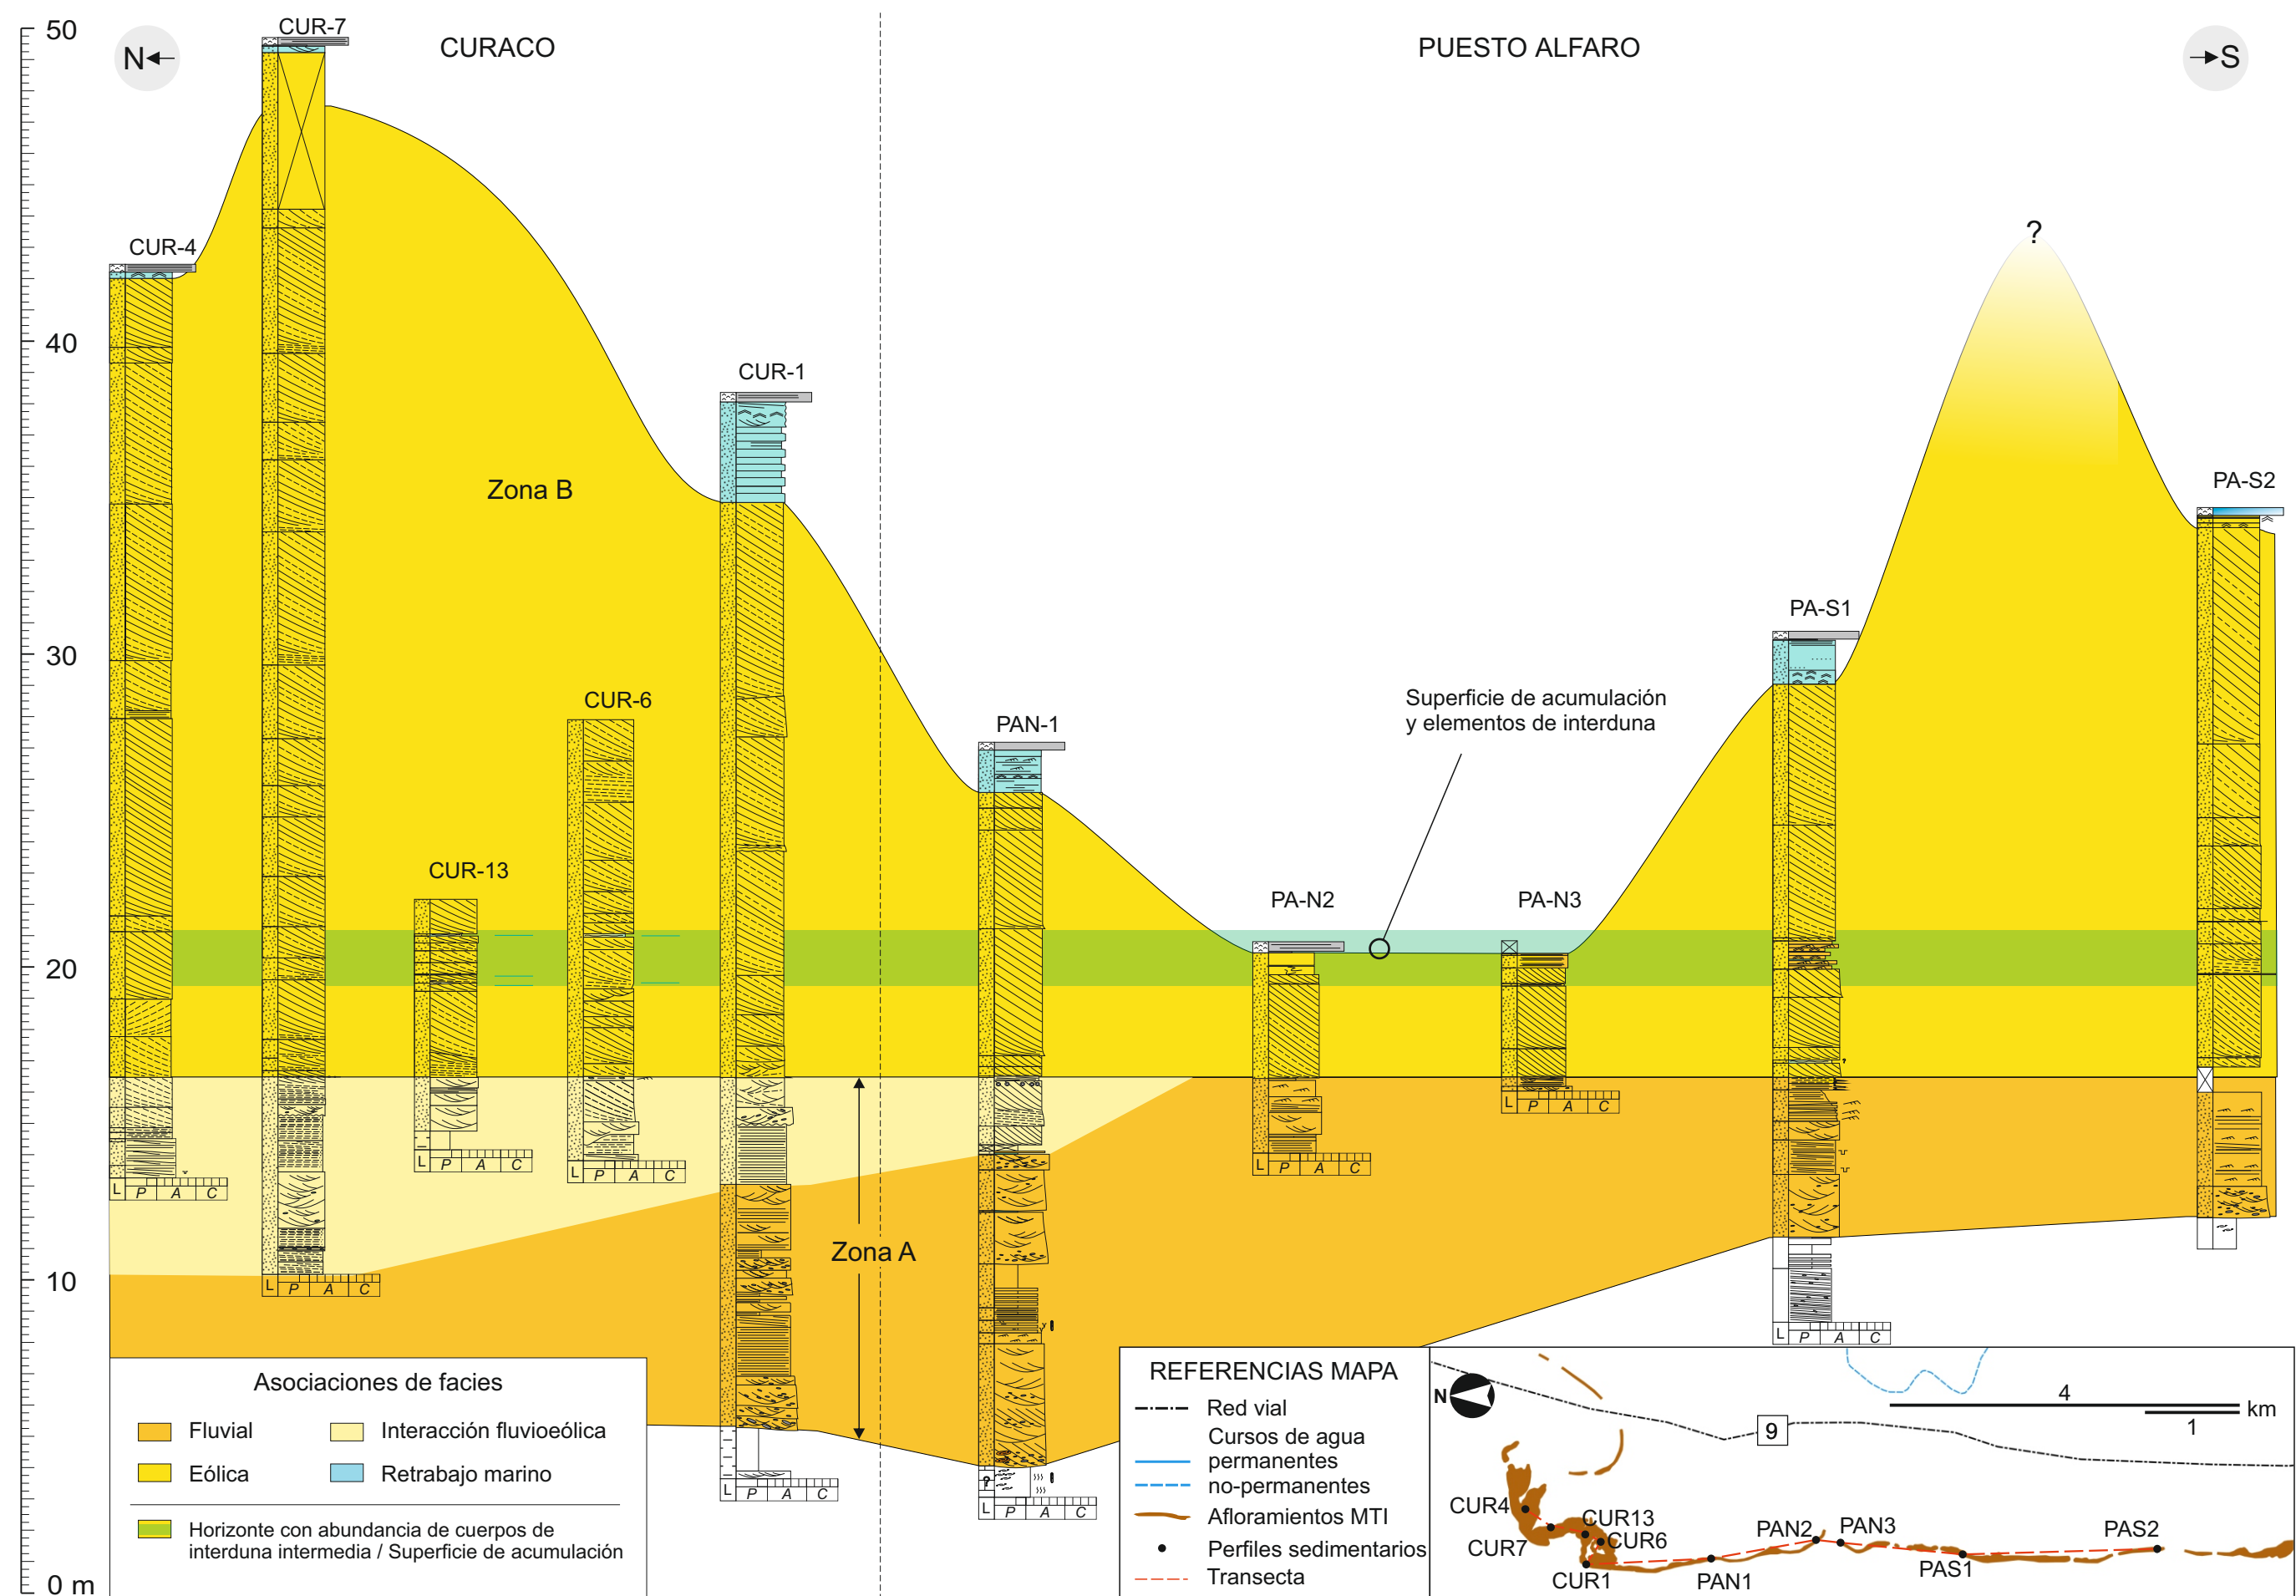 50
40
30
20
10
0 m
N
CURACO
PUESTO ALFARO
S
CUR-7
CUR-4
CUR-1
CUR-6
CUR-13
PAN-1
PA-N2
PA-N3
PA-S1
PA-S2
?
Zona B
Zona A
Superficie de acumulación
y elementos de interduna
L P A C
L P A C
L P A C
L P A C
L P A C
? L P A C
L P A C
L P A C
L P A C
Asociaciones de facies
Fluvial
Interacción fluvioeólica
Eólica
Retrabajo marino
Horizonte con abundancia de cuerpos de
interduna intermedia / Superficie de acumulación
REFERENCIAS MAPA
Red vial
Cursos de agua
permanentes
no-permanentes
Afloramientos MTI
Perfiles sedimentarios
Transecta
N
9
4
km
1
CUR4
CUR7
CUR13
CUR6
CUR1
PAN1
PAN2
PAN3
PAS1
PAS2